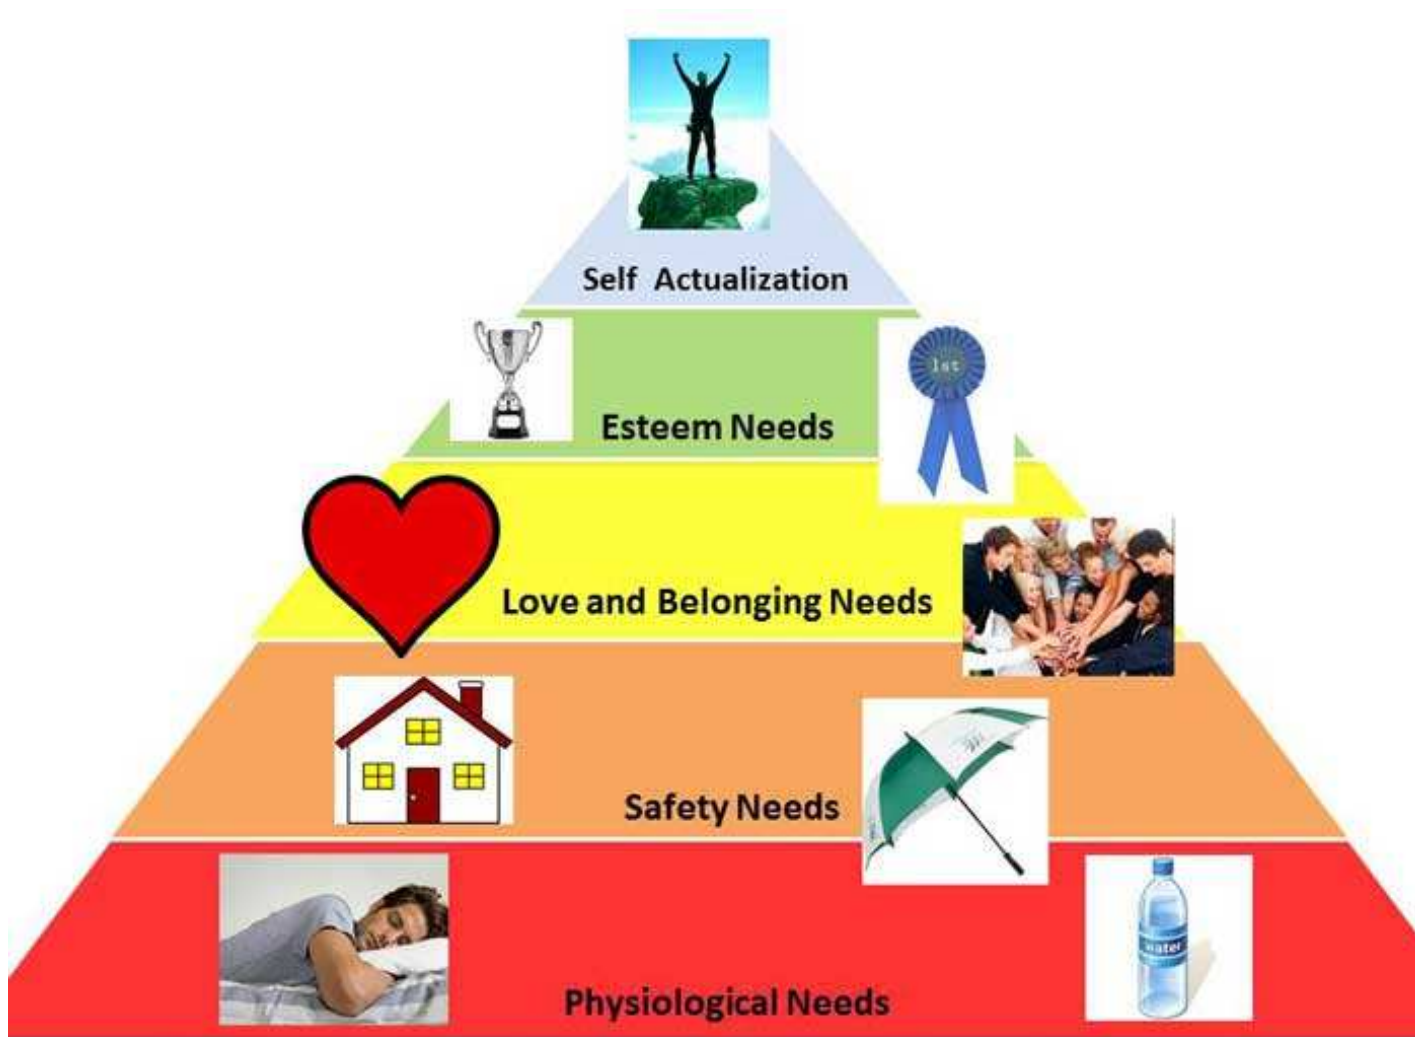 Self Actualization
1st
Esteem Needs
Love and Belonging Needs
Safety Needs
water
Physiological Needs